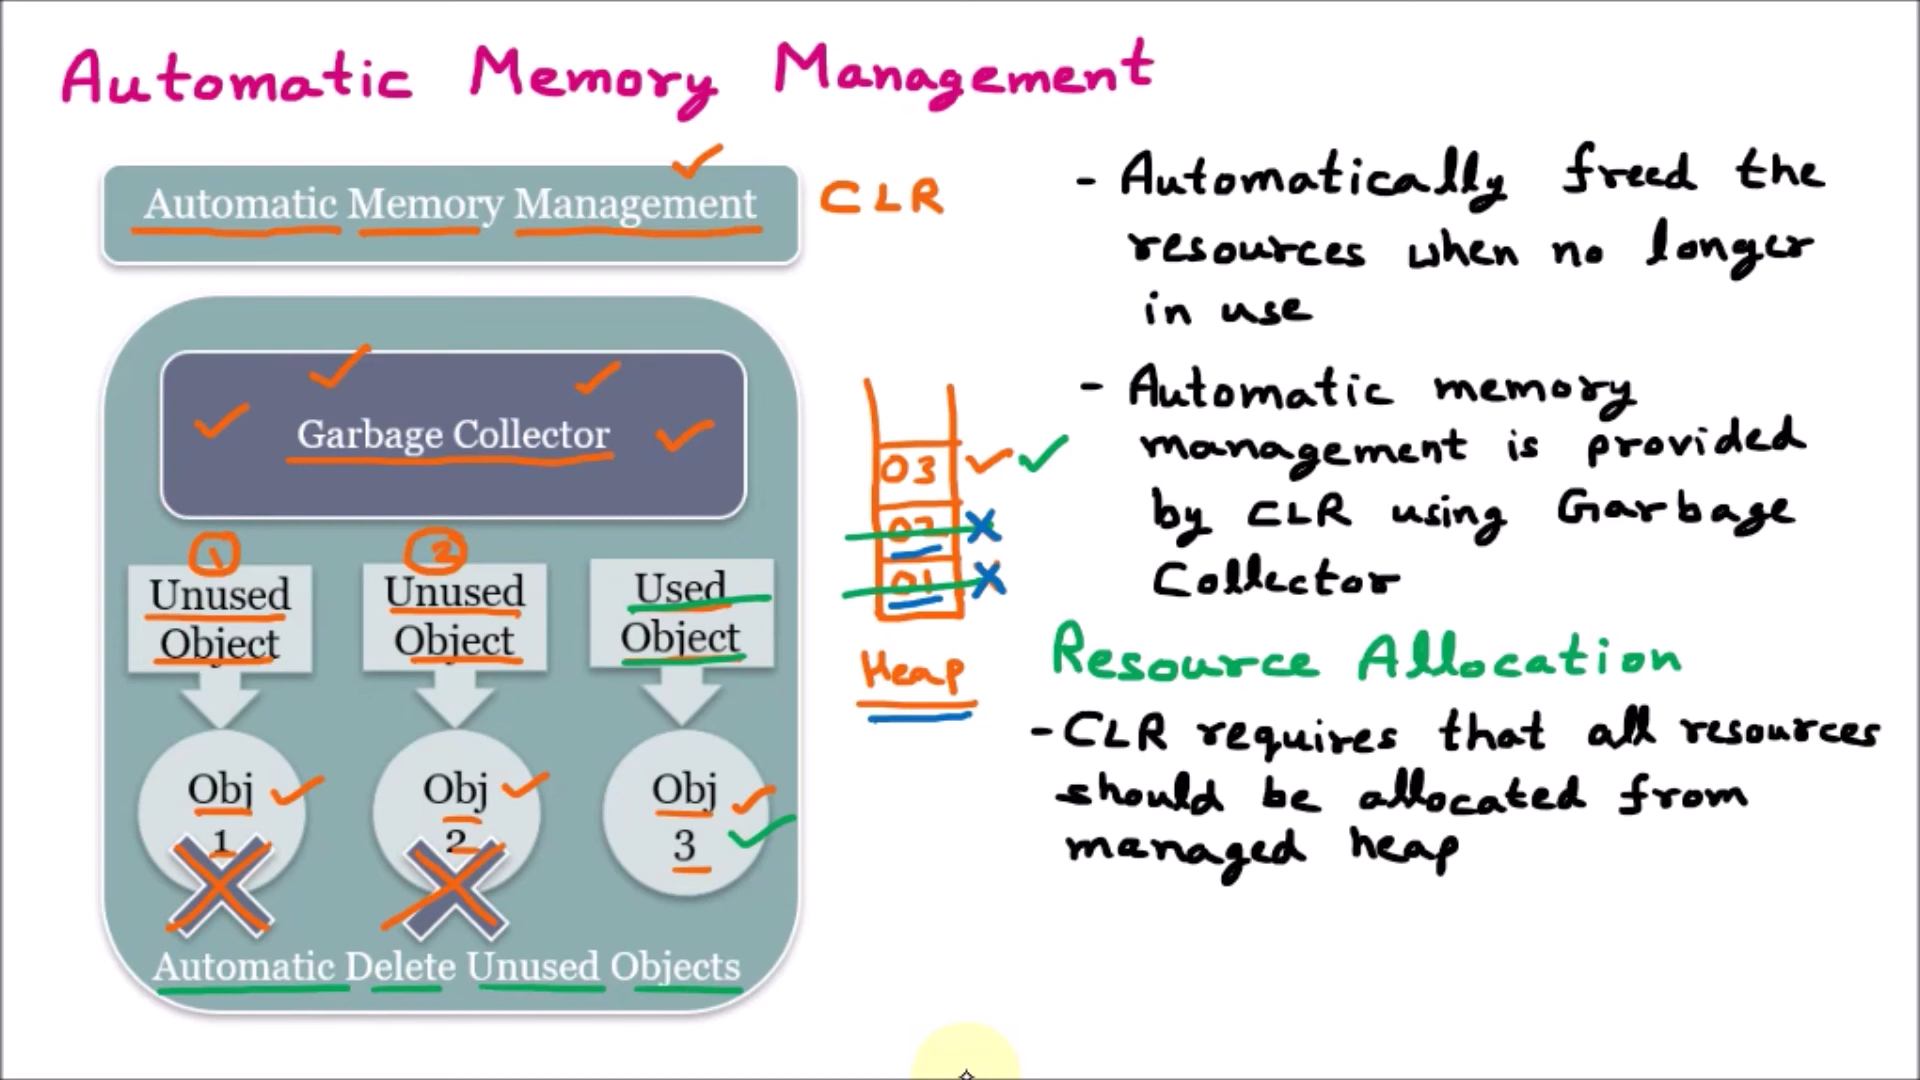 Automatic Memory Management
Automatic Memory Management
CLR
Garbage Collector
1
2
Unused
Object
Unused
Object
Used
Object
Obj
1
Obj
2
Obj
3
Automatic Delete Unused Objects
O3
O2
O1
Heap
- Automatically freed the
resources when no longer
in use
- Automatic memory
management is provided
by CLR using Garbage
Collector
Resource Allocation
- CLR requires that all resources
should be allocated from
managed heap